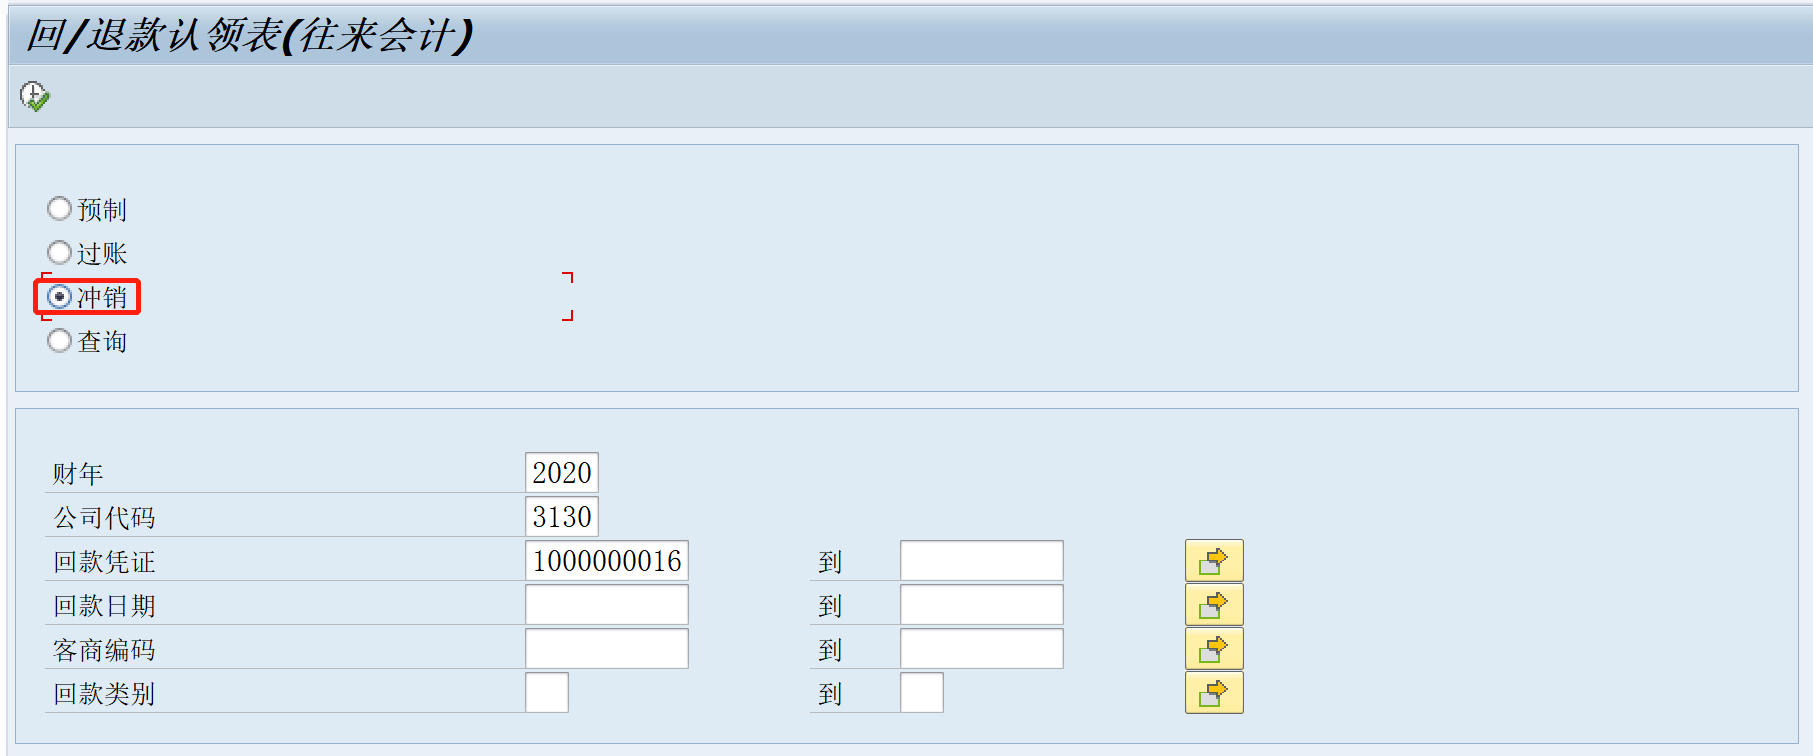 回/退款认领表(往来会计)
预制
过账
冲销
查询
财年 2020
公司代码 3130
回款凭证 1000000016 到
回款日期 到
客商编码 到
回款类别 到